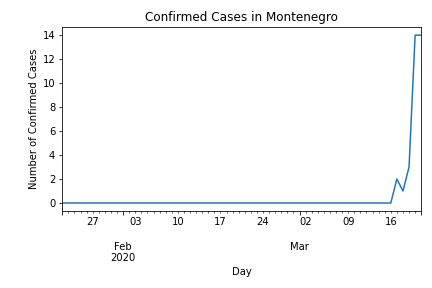 Confirmed Cases in Montenegro
Number of Confirmed Cases
14
12
10
8
6
4
2
0
27 03 10 17 24 02 09 16
Feb Mar
2020
Day